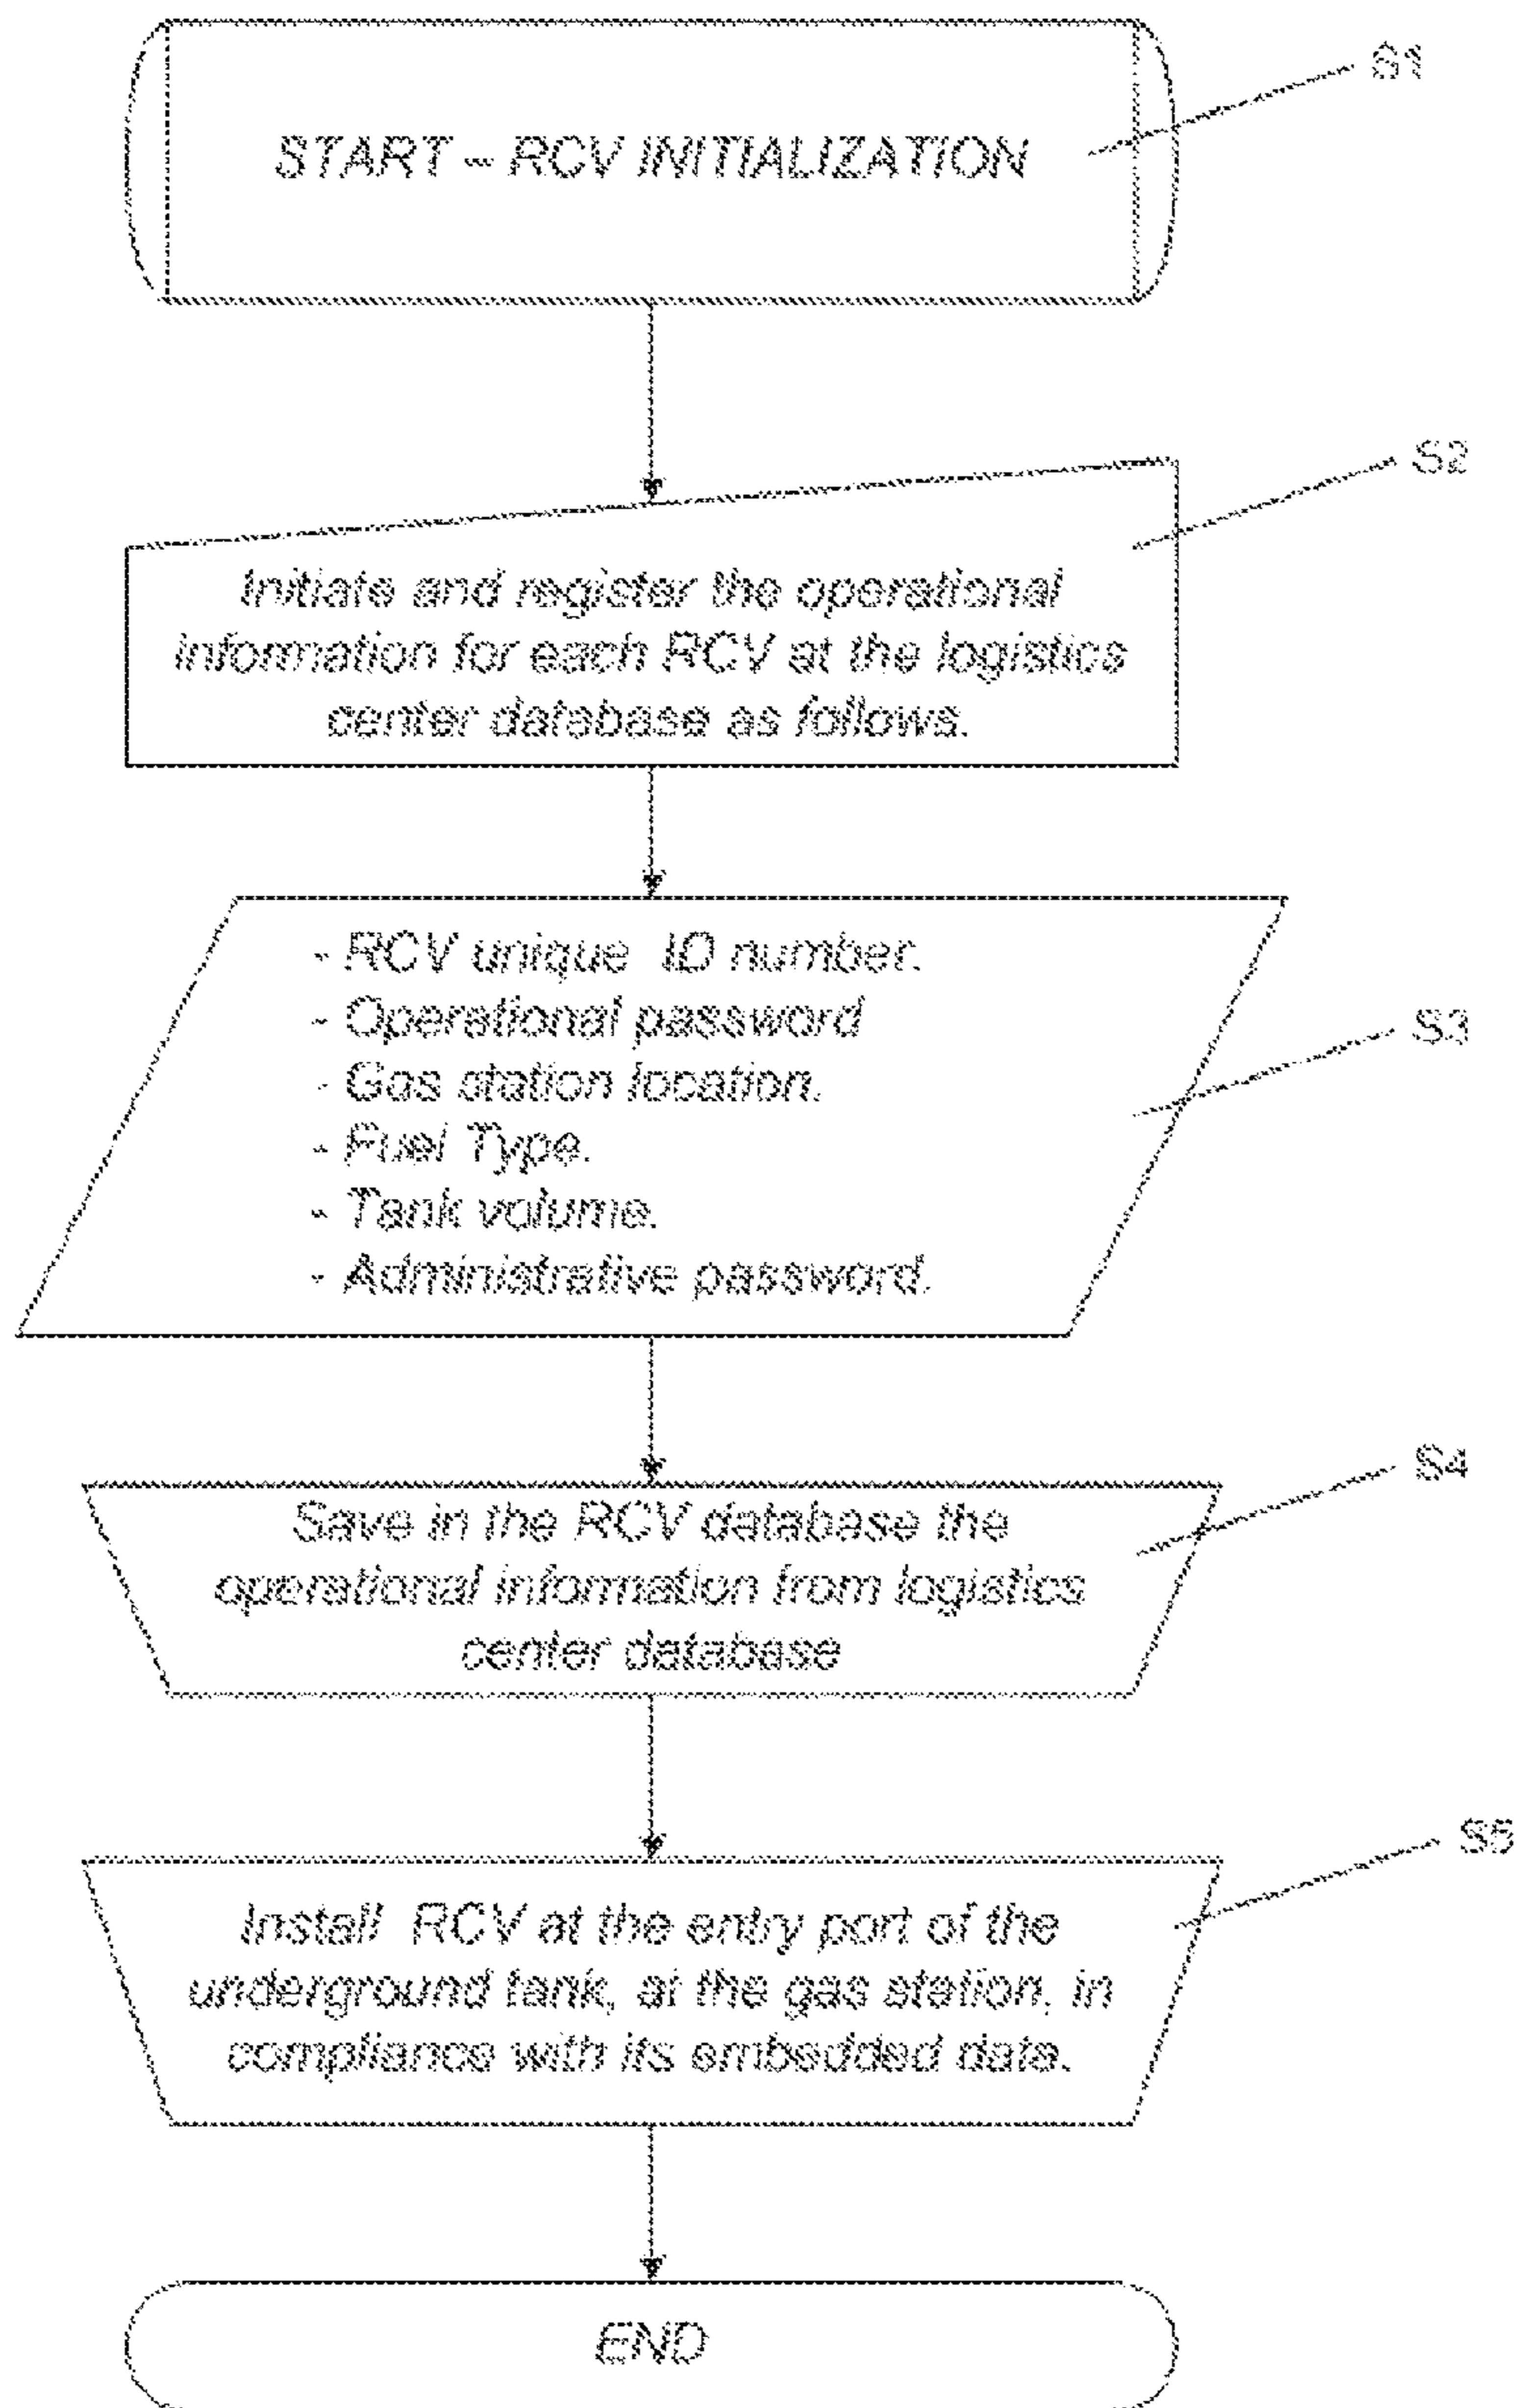 START – RCV INITIALIZATION
S1
S2
Initiate and register the operational
information for each RCV at the logistics
center database as follows.
- RCV unique ID number.
- Operational password
- Gas station location.
- Fuel Type.
- Tank volume.
- Administrative password.
S3
S4
Save in the RCV database the
operational information from logistics
center database
S5
Install RCV at the entry port of the
underground tank, at the gas station, in
compliance with its embedded data.
END